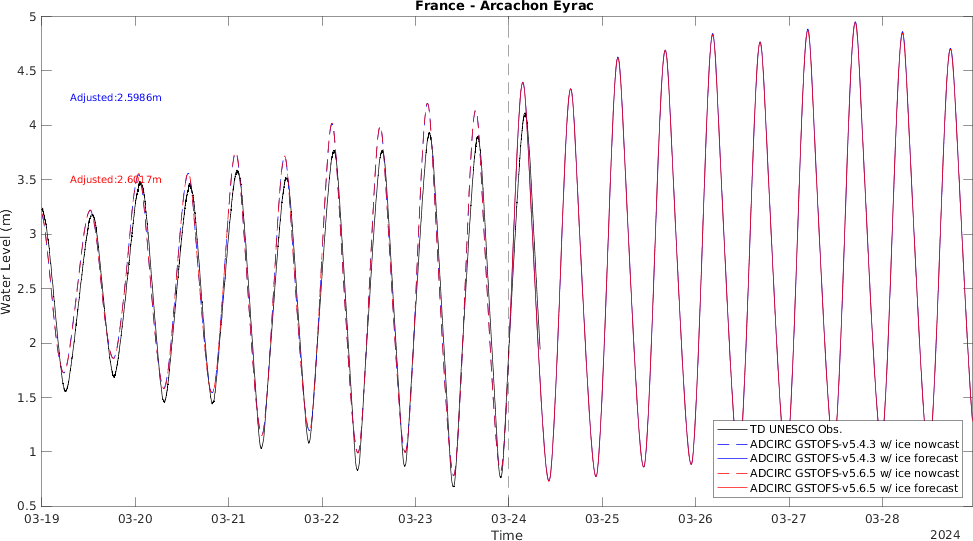 France - Arcachon Eyrac
5
4.5
4
3.5
3
2.5
2
1.5
1
0.5
Water Level (m)
Adjusted:2.5986m
Adjusted:2.6017m
TD UNESCO Obs.
ADCIRC GSTOFS-v5.4.3 w/ ice nowcast
ADCIRC GSTOFS-v5.4.3 w/ ice forecast
ADCIRC GSTOFS-v5.6.5 w/ ice nowcast
ADCIRC GSTOFS-v5.6.5 w/ ice forecast
03-19 03-20 03-21 03-22 03-23 03-24 03-25 03-26 03-27 03-28
Time
2024